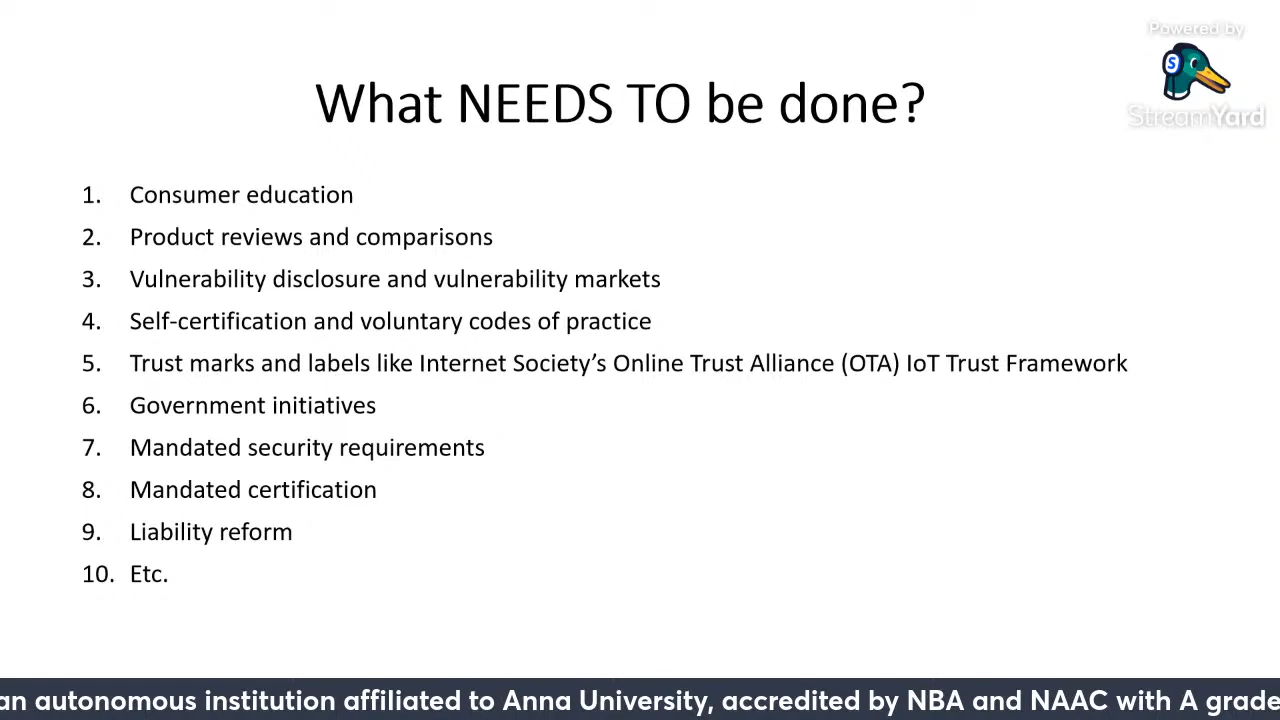 Powered by
S
StreamYard
What NEEDS TO be done?
1. Consumer education
2. Product reviews and comparisons
3. Vulnerability disclosure and vulnerability markets
4. Self-certification and voluntary codes of practice
5. Trust marks and labels like Internet Society’s Online Trust Alliance (OTA) IoT Trust Framework
6. Government initiatives
7. Mandated security requirements
8. Mandated certification
9. Liability reform
10. Etc.
an autonomous institution affiliated to Anna University, accredited by NBA and NAAC with A grade